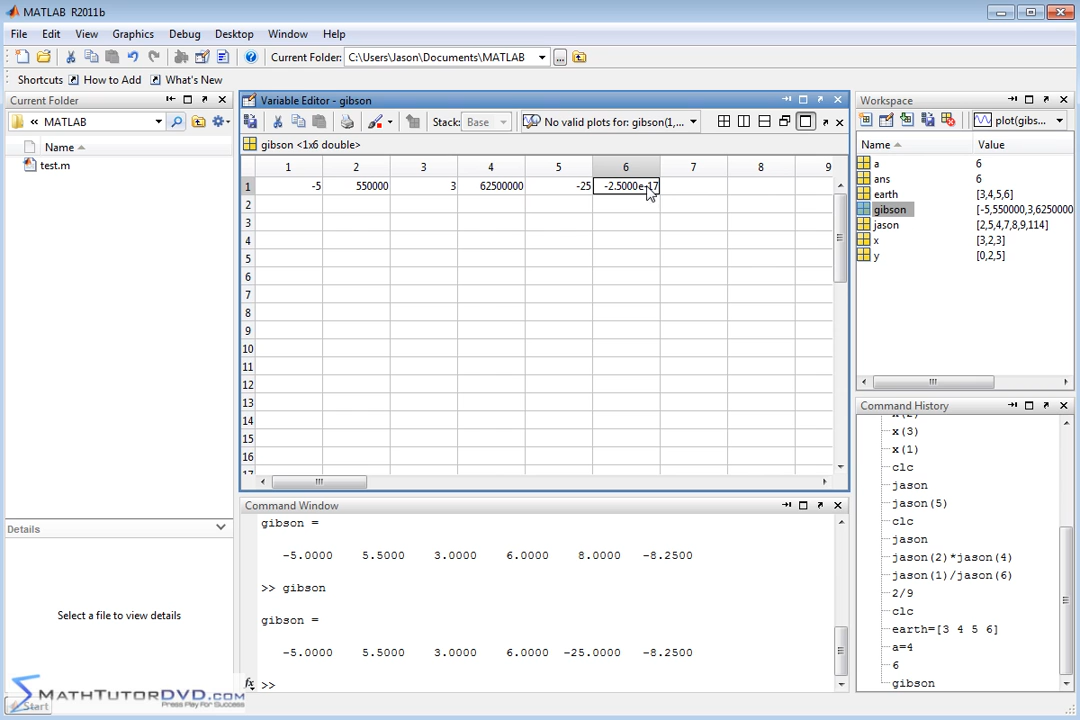 MATLAB R2011b
File Edit View Graphics Debug Desktop Window Help
Current Folder: C:\Users\Jason\Documents\MATLAB
Shortcuts How to Add What's New
Current Folder
« MATLAB
Name
test.m
Details
Select a file to view details
Start
MATHTUTORDVD.COM
Press Play For Success
Variable Editor - gibson
Stack: Base No valid plots for: gibson(1,...
gibson <1x6 double>
1 2 3 4 5 6 7 8 9
1 -5 550000 3 62500000 -25 -2.5000e-17
2
3
4
5
6
7
8
9
10
11
12
13
14
15
16
17
Command Window
gibson =
-5.0000 5.5000 3.0000 6.0000 8.0000 -8.2500
>> gibson
gibson =
-5.0000 5.5000 3.0000 6.0000 -25.0000 -8.2500
fx >>
Workspace
plot(gibs...
Name Value
a 6
ans 6
earth [3,4,5,6]
gibson [-5,550000,3,6250000
jason [2,5,4,7,8,9,114]
x [3,2,3]
y [0,2,5]
Command History
x(2)
x(3)
x(1)
clc
jason
jason(5)
clc
jason
jason(2)*jason(4)
jason(1)/jason(6)
2/9
clc
earth=[3 4 5 6]
a=4
6
gibson